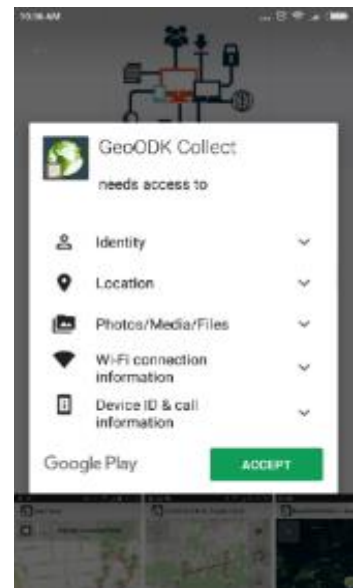 10:16 AM
GeoODK Collect
needs access to
Identity
Location
Photos/Media/Files
Wi-Fi connection
information
Device ID & call
information
Google Play
ACCEPT